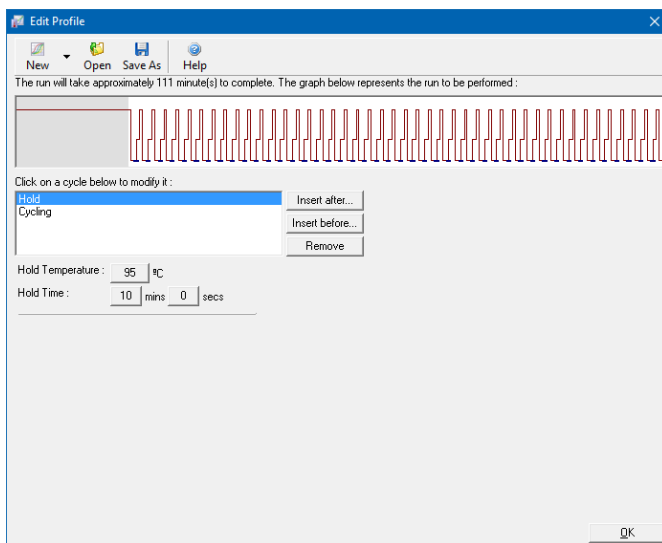 Edit Profile
New Open Save As Help
The run will take approximately 111 minute(s) to complete. The graph below represents the run to be performed :
Click on a cycle below to modify it :
Hold
Cycling
Insert after...
Insert before...
Remove
Hold Temperature : 95 ºC
Hold Time : 10 mins 0 secs
OK